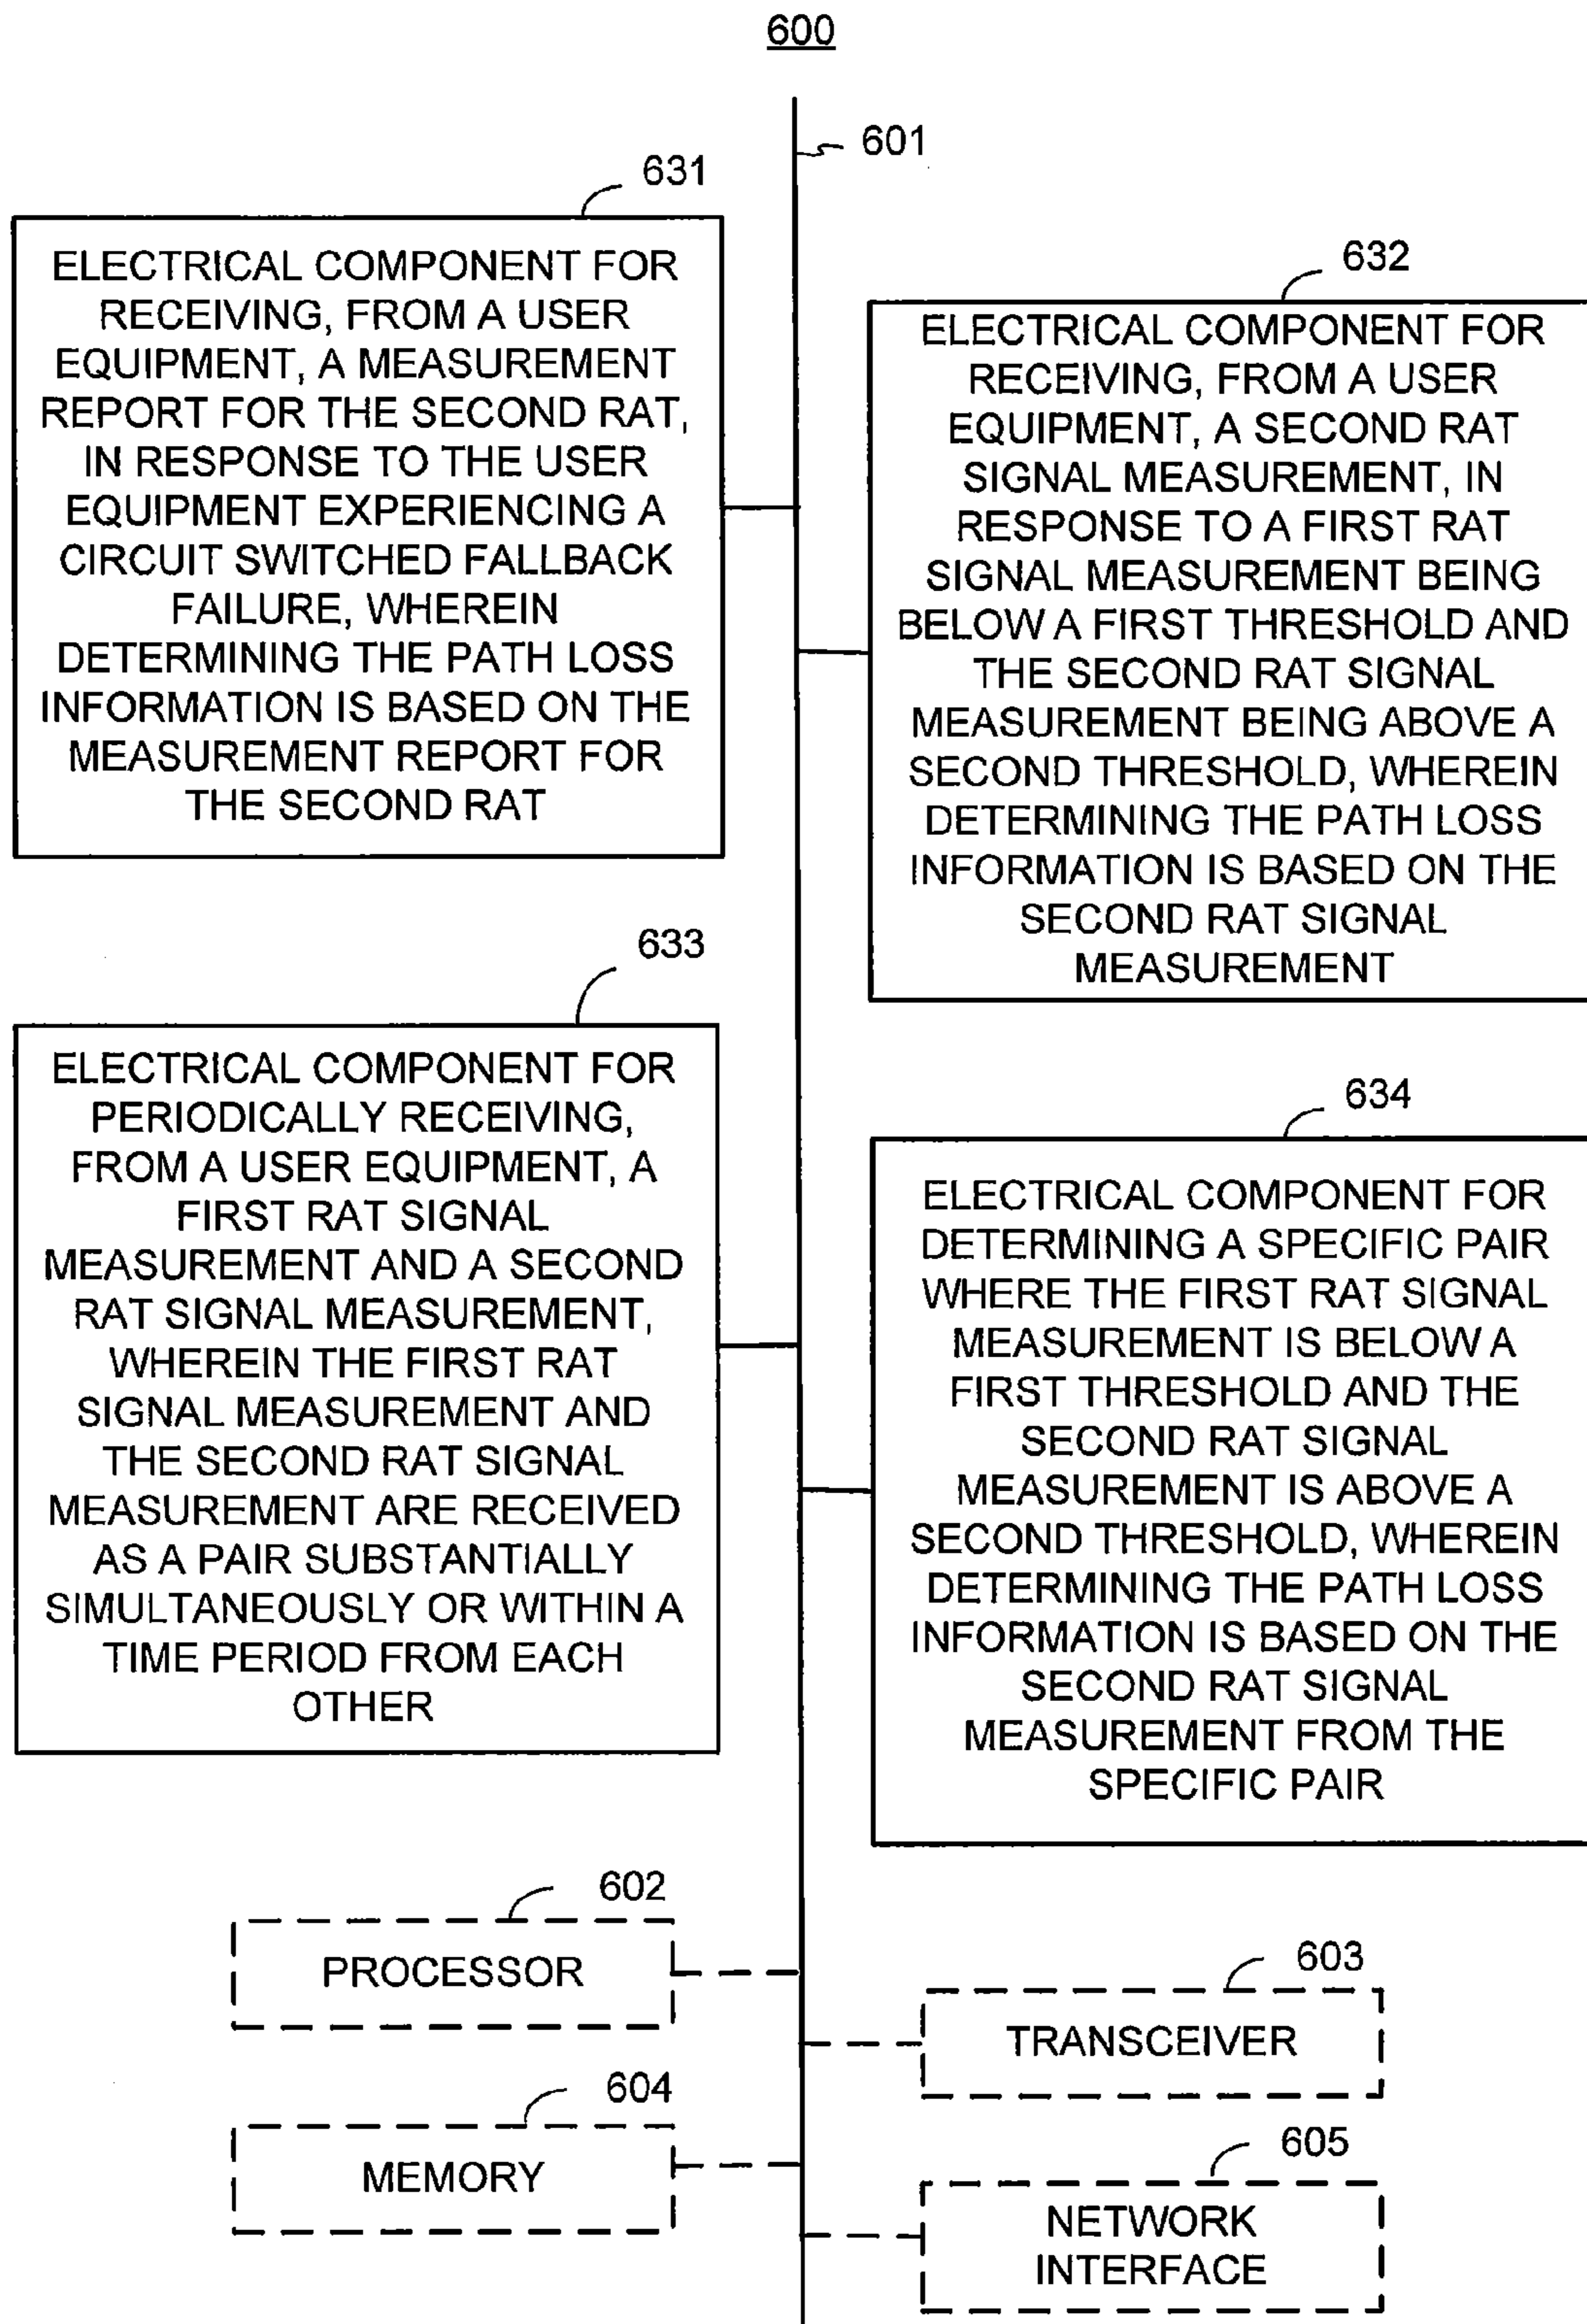 600
601
631
ELECTRICAL COMPONENT FOR
RECEIVING, FROM A USER
EQUIPMENT, A MEASUREMENT
REPORT FOR THE SECOND RAT,
IN RESPONSE TO THE USER
EQUIPMENT EXPERIENCING A
CIRCUIT SWITCHED FALLBACK
FAILURE, WHEREIN
DETERMINING THE PATH LOSS
INFORMATION IS BASED ON THE
MEASUREMENT REPORT FOR
THE SECOND RAT
632
ELECTRICAL COMPONENT FOR
RECEIVING, FROM A USER
EQUIPMENT, A SECOND RAT
SIGNAL MEASUREMENT, IN
RESPONSE TO A FIRST RAT
SIGNAL MEASUREMENT BEING
BELOW A FIRST THRESHOLD AND
THE SECOND RAT SIGNAL
MEASUREMENT BEING ABOVE A
SECOND THRESHOLD, WHEREIN
DETERMINING THE PATH LOSS
INFORMATION IS BASED ON THE
SECOND RAT SIGNAL
MEASUREMENT
633
ELECTRICAL COMPONENT FOR
PERIODICALLY RECEIVING,
FROM A USER EQUIPMENT, A
FIRST RAT SIGNAL
MEASUREMENT AND A SECOND
RAT SIGNAL MEASUREMENT,
WHEREIN THE FIRST RAT
SIGNAL MEASUREMENT AND
THE SECOND RAT SIGNAL
MEASUREMENT ARE RECEIVED
AS A PAIR SUBSTANTIALLY
SIMULTANEOUSLY OR WITHIN A
TIME PERIOD FROM EACH
OTHER
634
ELECTRICAL COMPONENT FOR
DETERMINING A SPECIFIC PAIR
WHERE THE FIRST RAT SIGNAL
MEASUREMENT IS BELOW A
FIRST THRESHOLD AND THE
SECOND RAT SIGNAL
MEASUREMENT IS ABOVE A
SECOND THRESHOLD, WHEREIN
DETERMINING THE PATH LOSS
INFORMATION IS BASED ON THE
SECOND RAT SIGNAL
MEASUREMENT FROM THE
SPECIFIC PAIR
602
PROCESSOR
603
TRANSCEIVER
604
MEMORY
605
NETWORK
INTERFACE